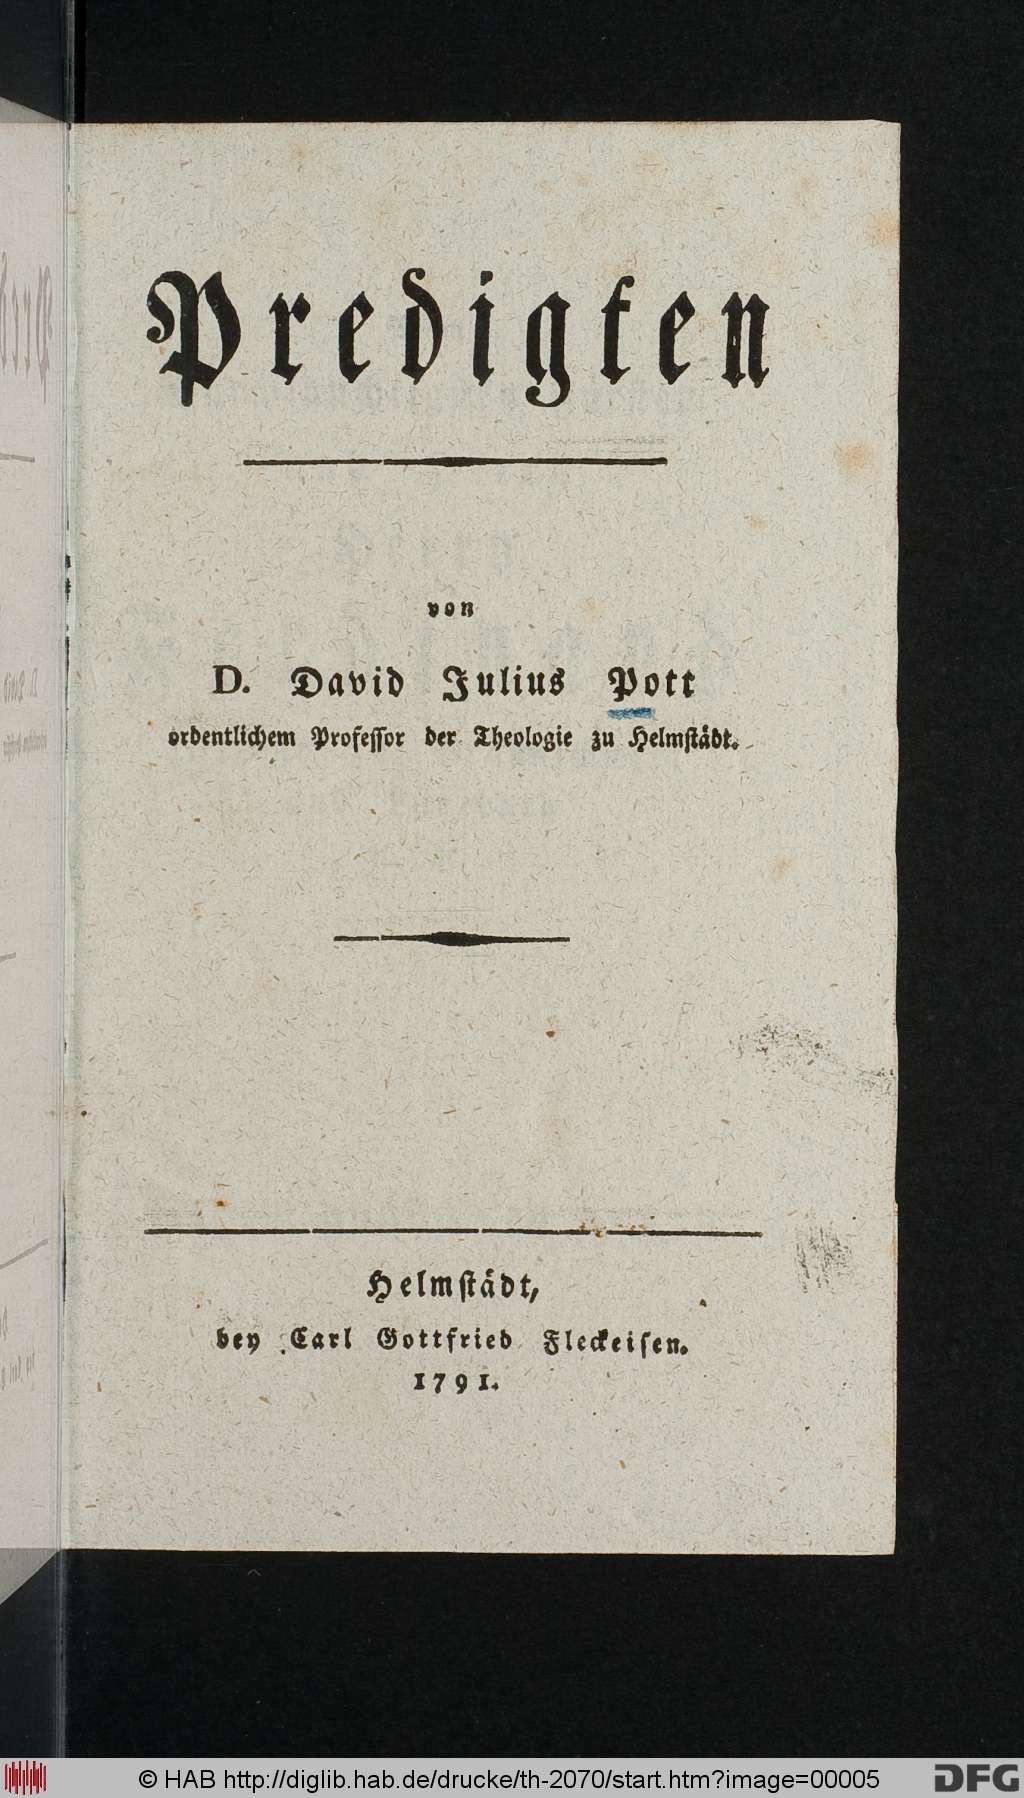 Predigten
von
D. David Julius Pott
ordentlichem Professor der Theologie zu Helmstädt.
Helmstädt,
bey Carl Gottfried Fleckeisen.
1791.
© HAB http://diglib.hab.de/drucke/th-2070/start.htm?image=00005
DFG